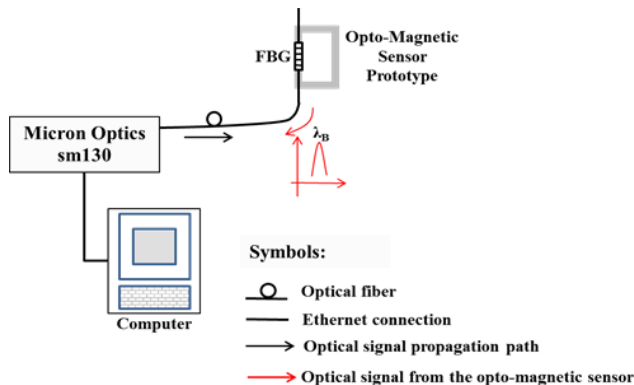 FBG
Opto-Magnetic
Sensor
Prototype
Micron Optics
sm130
λB
Computer
Symbols:
Optical fiber
Ethernet connection
Optical signal propagation path
Optical signal from the opto-magnetic sensor